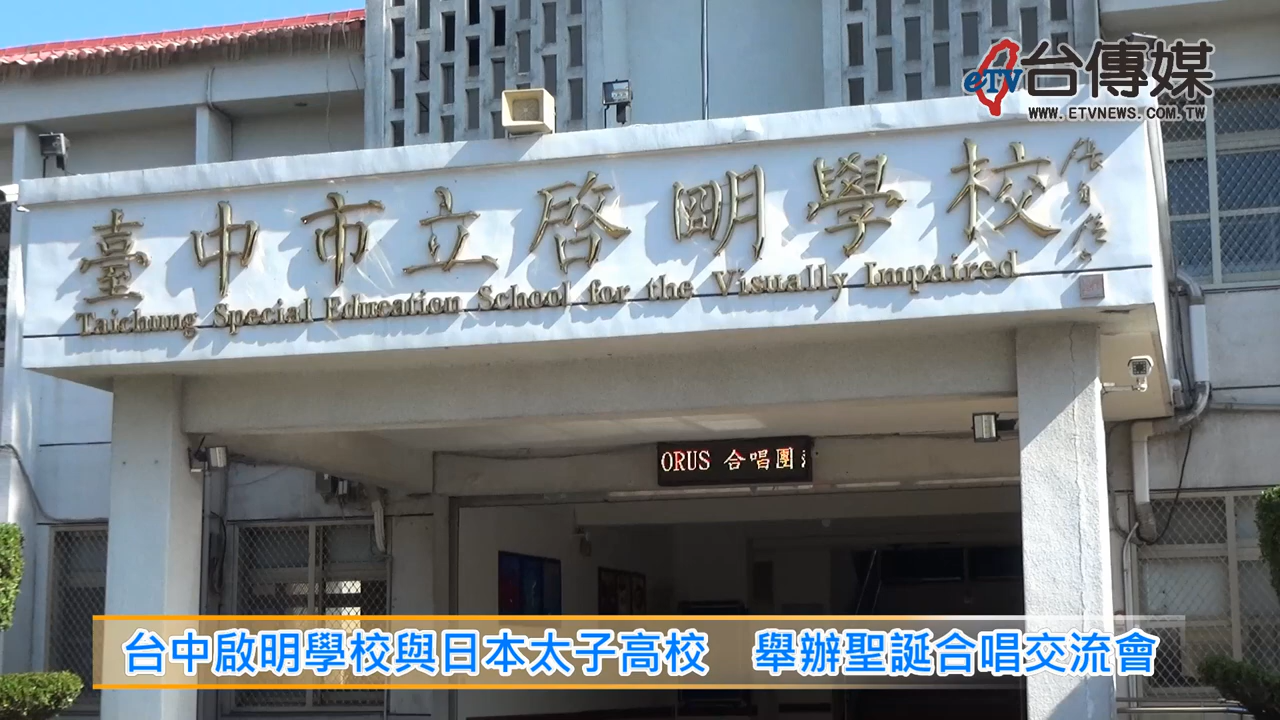 eTV台傳媒
WWW.ETVNEWS.COM.TW
臺中市立啓明學校
Taichung Special Education School for the Visually Impaired
ORUS 合唱團
台中啟明學校與日本太子高校 舉辦聖誕合唱交流會